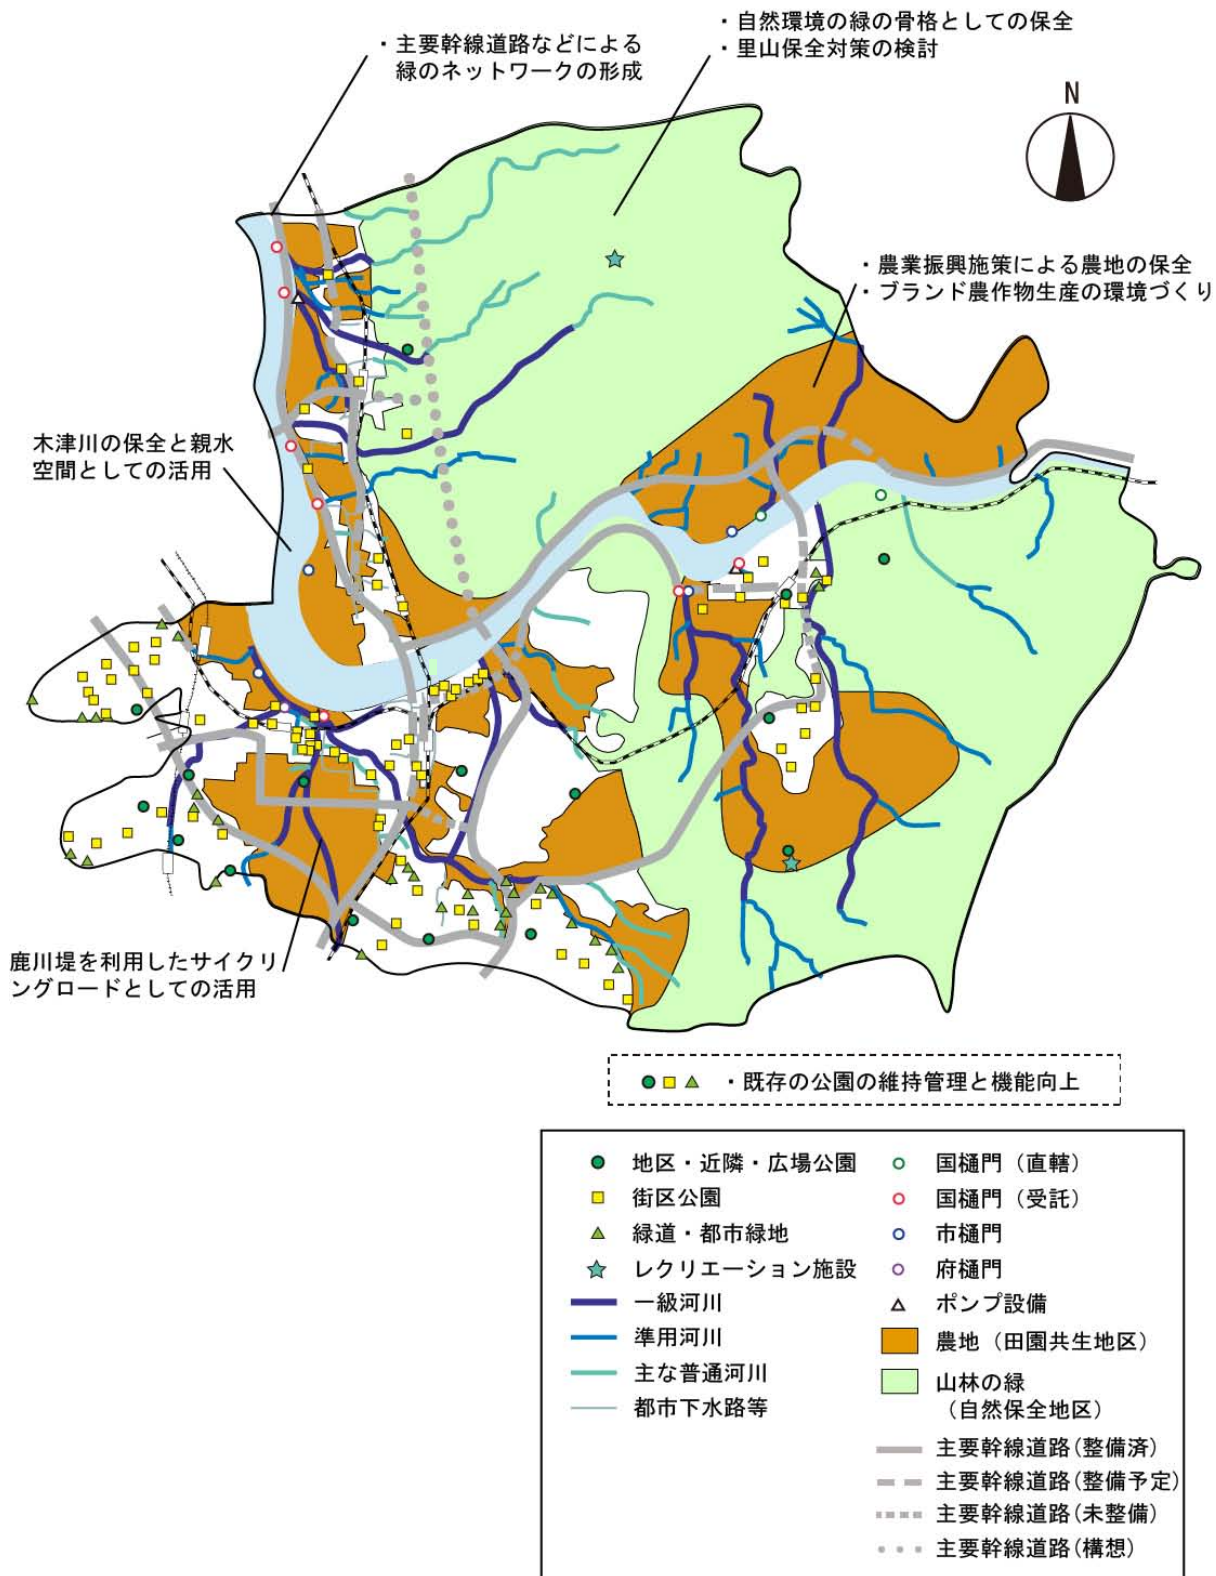 ・主要幹線道路などによる
緑のネットワークの形成
・自然環境の緑の骨格としての保全
・里山保全対策の検討
N
・農業振興施策による農地の保全
・ブランド農作物生産の環境づくり
木津川の保全と親水
空間としての活用
鹿川堤を利用したサイクリ
ングロードとしての活用
・既存の公園の維持管理と機能向上
地区・近隣・広場公園
街区公園
緑道・都市緑地
レクリエーション施設
一級河川
準用河川
主な普通河川
都市下水路等
国樋門（直轄）
国樋門（受託）
市樋門
府樋門
ポンプ設備
農地（田園共生地区）
山林の緑
（自然保全地区）
主要幹線道路(整備済)
主要幹線道路(整備予定)
主要幹線道路(未整備)
主要幹線道路(構想)